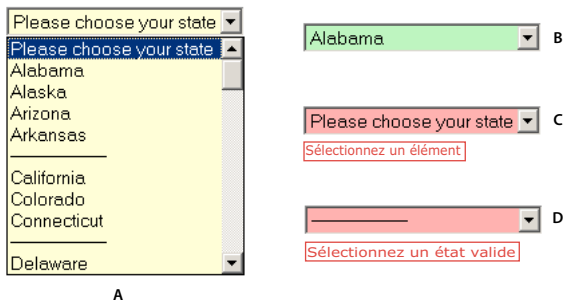 Please choose your state
Please choose your state
Alabama
Alaska
Arizona
Arkansas
California
Colorado
Connecticut
Delaware
A
Alabama
B
Please choose your state
C
Sélectionnez un élément
D
Sélectionnez un état valide